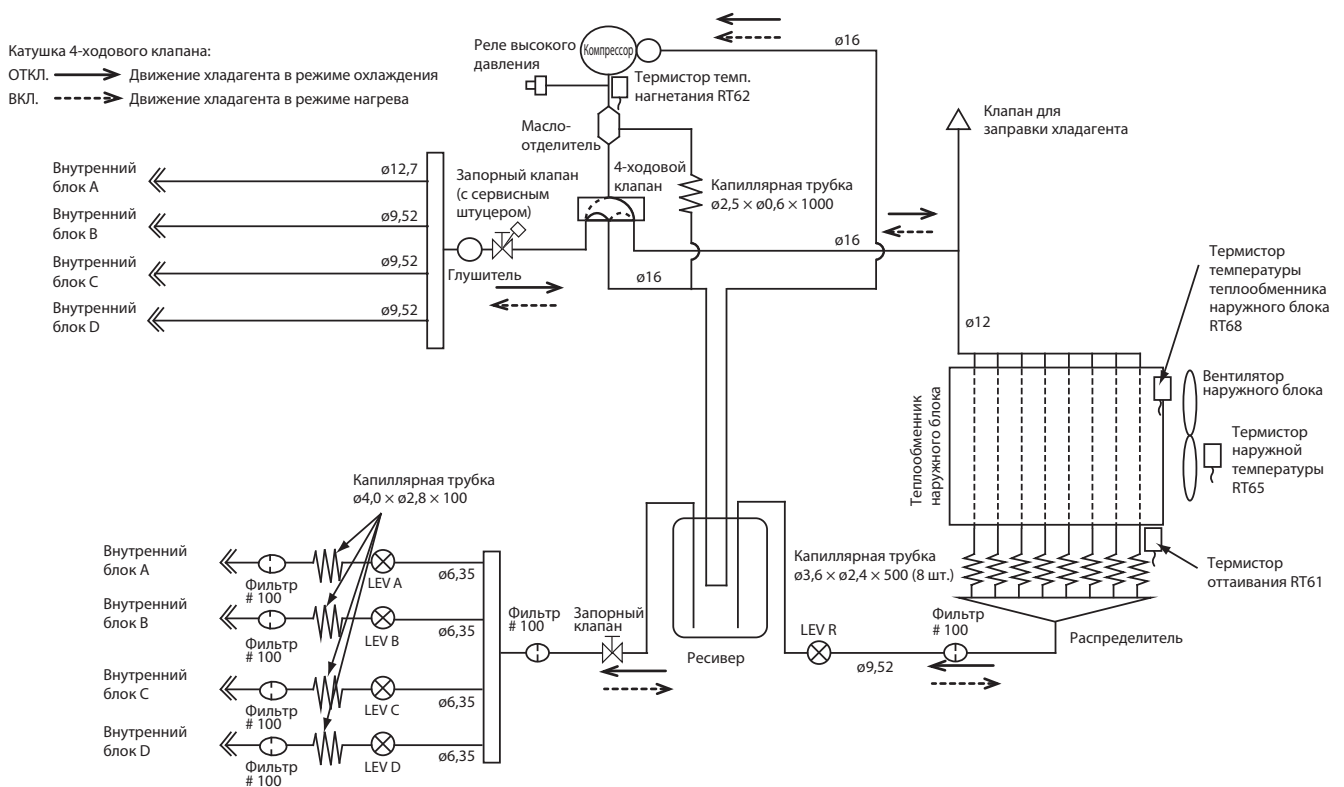 Катушка 4-ходового клапана:
ОТКЛ.
Движение хладагента в режиме охлаждения
ВКЛ.
Движение хладагента в режиме нагрева
Реле высокого
давления
Компрессор
ø16
Термистор темп.
нагнетания RT62
Масло-
отделитель
Клапан для
заправки хладагента
Внутренний
блок A
ø12,7
Внутренний
блок B
ø9,52
Внутренний
блок C
ø9,52
Внутренний
блок D
ø9,52
Запорный клапан
(с сервисным
штуцером)
4-ходовой
клапан
Капиллярная трубка
ø2,5 × ø0,6 × 1000
Глушитель
ø16
ø16
ø12
Термистор
температуры
теплообменника
наружного блока
RT68
Вентилятор
наружного блока
Термистор
наружной
температуры
RT65
Теплообменник
наружного блока
Термистор
оттаивания RT61
Капиллярная трубка
ø3,6 × ø2,4 × 500 (8 шт.)
Распределитель
Капиллярная трубка
ø4,0 × ø2,8 × 100
Внутренний
блок A
Фильтр
# 100
LEV A
ø6,35
Внутренний
блок B
Фильтр
# 100
LEV B
ø6,35
Внутренний
блок C
Фильтр
# 100
LEV C
ø6,35
Внутренний
блок D
Фильтр
# 100
LEV D
ø6,35
Фильтр
# 100
Запорный
клапан
Ресивер
LEV R
ø9,52
Фильтр
# 100